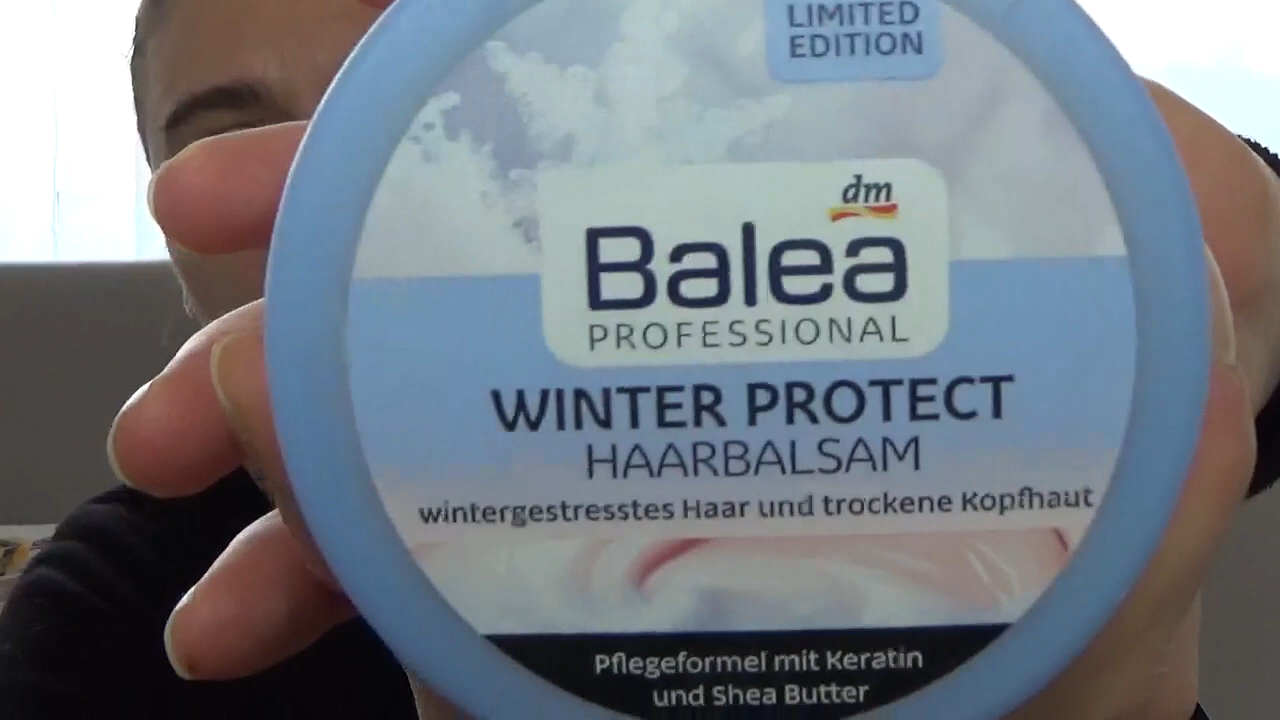 LIMITED
EDITION
dm
Balea
PROFESSIONAL
WINTER PROTECT
HAARBALSAM
wintergestresstes Haar und trockene Kopfhaut
Pflegeformel mit Keratin
und Shea Butter